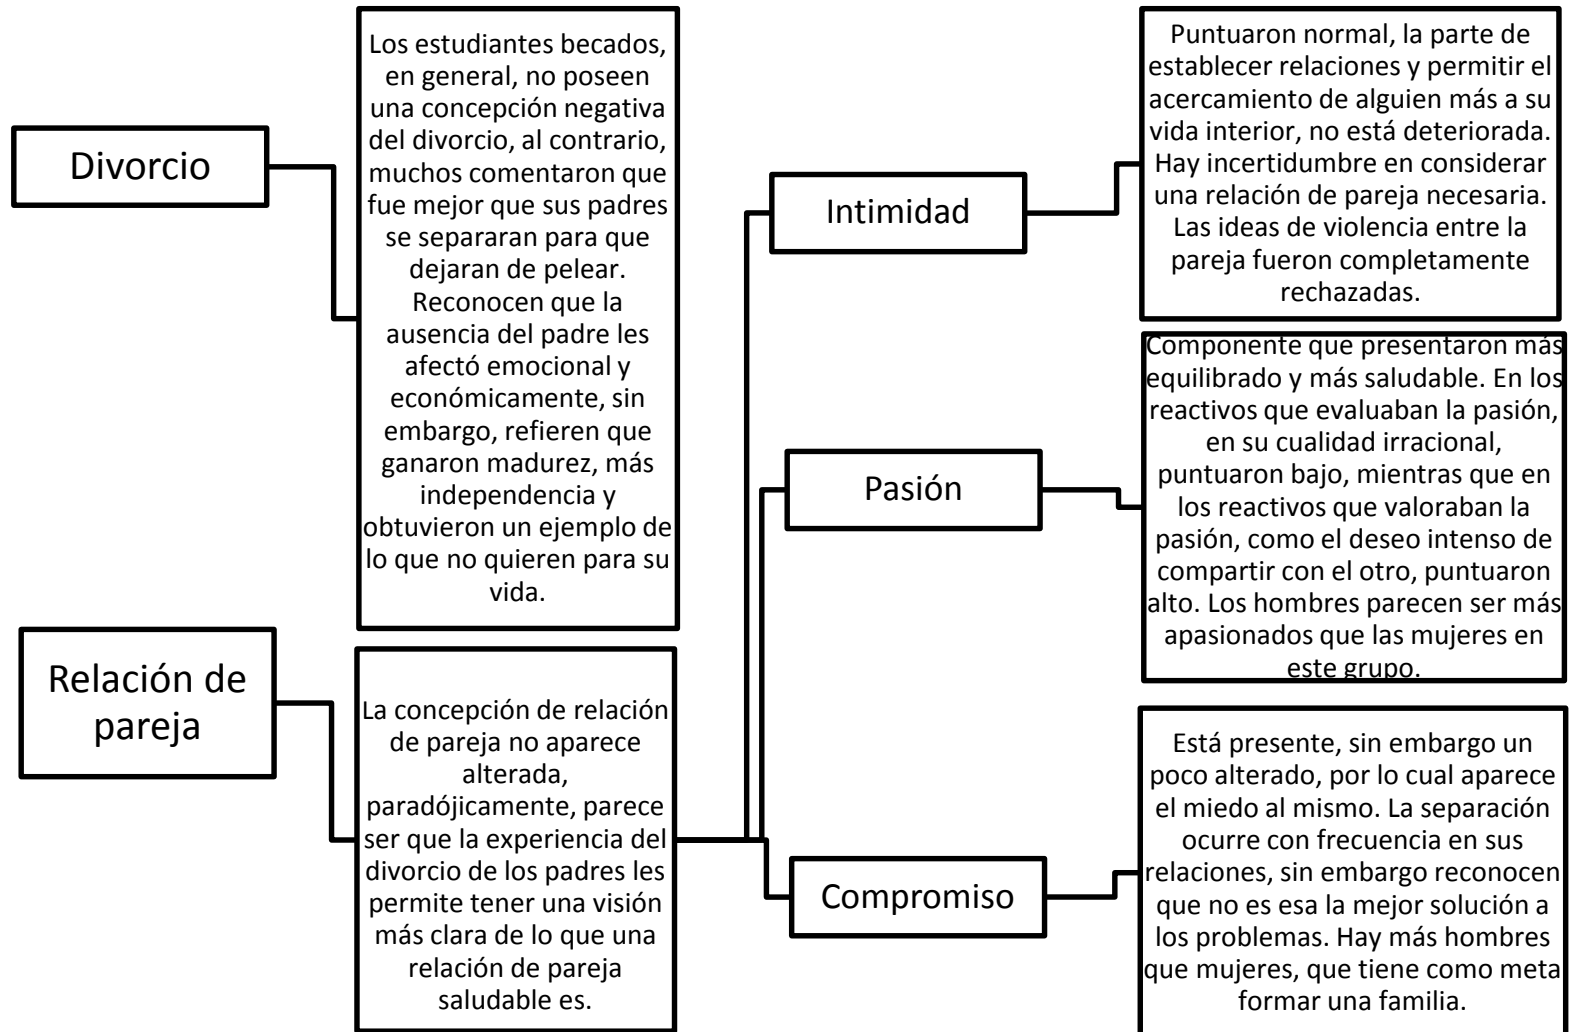 Divorcio
Los estudiantes becados,
en general, no poseen
una concepción negativa
del divorcio, al contrario,
muchos comentaron que
fue mejor que sus padres
se separaran para que
dejaran de pelear.
Reconocen que la
ausencia del padre les
afectó emocional y
económicamente, sin
embargo, refieren que
ganaron madurez, más
independencia y
obtuvieron un ejemplo de
lo que no quieren para su
vida.
Relación de
pareja
La concepción de relación
de pareja no aparece
alterada,
paradójicamente, parece
ser que la experiencia del
divorcio de los padres les
permite tener una visión
más clara de lo que una
relación de pareja
saludable es.
Intimidad
Puntuaron normal, la parte de
establecer relaciones y permitir el
acercamiento de alguien más a su
vida interior, no está deteriorada.
Hay incertidumbre en considerar
una relación de pareja necesaria.
Las ideas de violencia entre la
pareja fueron completamente
rechazadas.
Pasión
Componente que presentaron más
equilibrado y más saludable. En los
reactivos que evaluaban la pasión,
en su cualidad irracional,
puntuaron bajo, mientras que en
los reactivos que valoraban la
pasión, como el deseo intenso de
compartir con el otro, puntuaron
alto. Los hombres parecen ser más
apasionados que las mujeres en
este grupo.
Compromiso
Está presente, sin embargo un
poco alterado, por lo cual aparece
el miedo al mismo. La separación
ocurre con frecuencia en sus
relaciones, sin embargo reconocen
que no es esa la mejor solución a
los problemas. Hay más hombres
que mujeres, que tiene como meta
formar una familia.